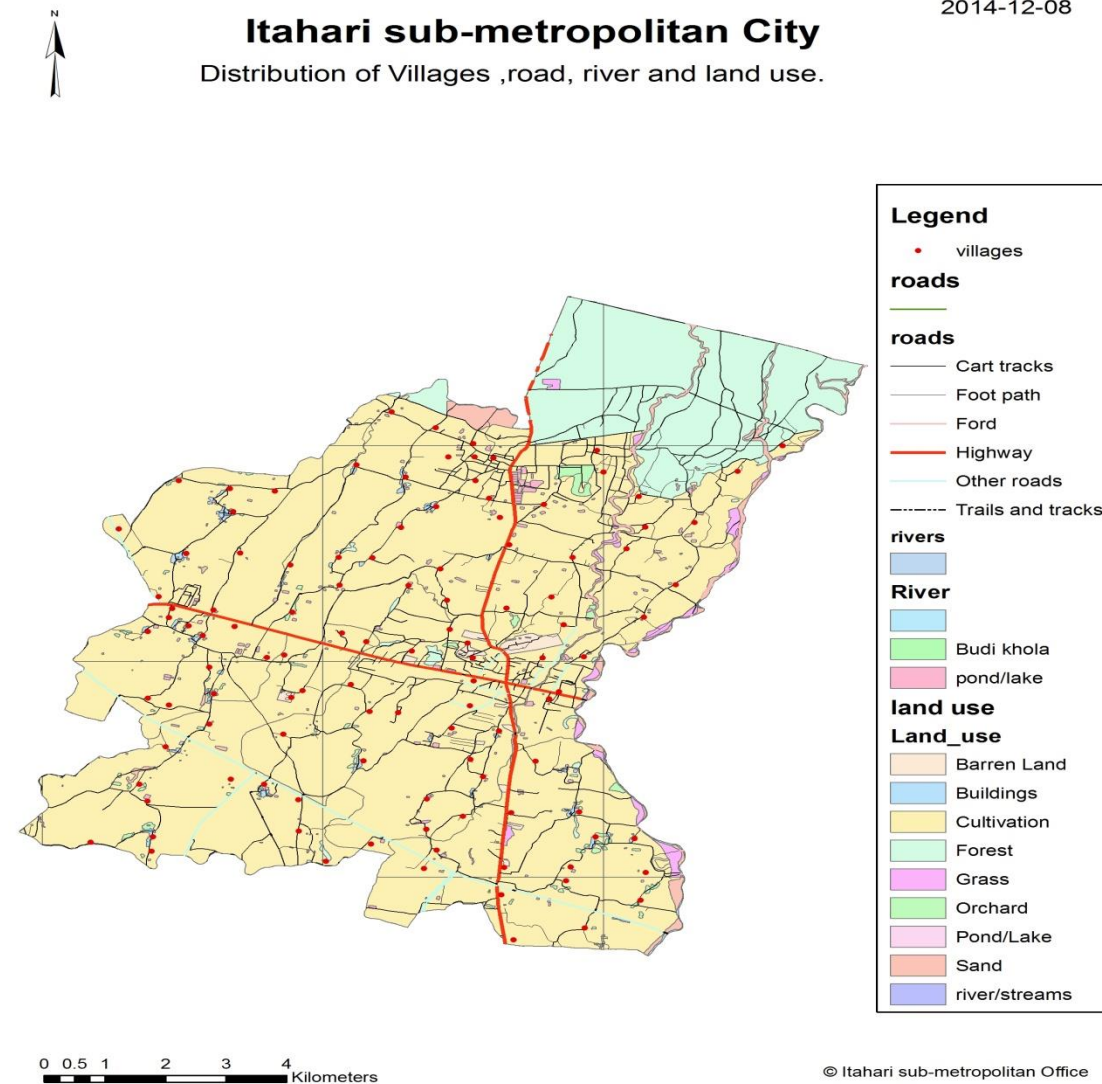 N
2014-12-08
Itahari sub-metropolitan City
Distribution of Villages ,road, river and land use.
Legend
villages
roads
roads
Cart tracks
Foot path
Ford
Highway
Other roads
Trails and tracks
rivers
River
Budi khola
pond/lake
land use
Land_use
Barren Land
Buildings
Cultivation
Forest
Grass
Orchard
Pond/Lake
Sand
river/streams
0 0.5 1 2 3 4
Kilometers
© Itahari sub-metropolitan Office